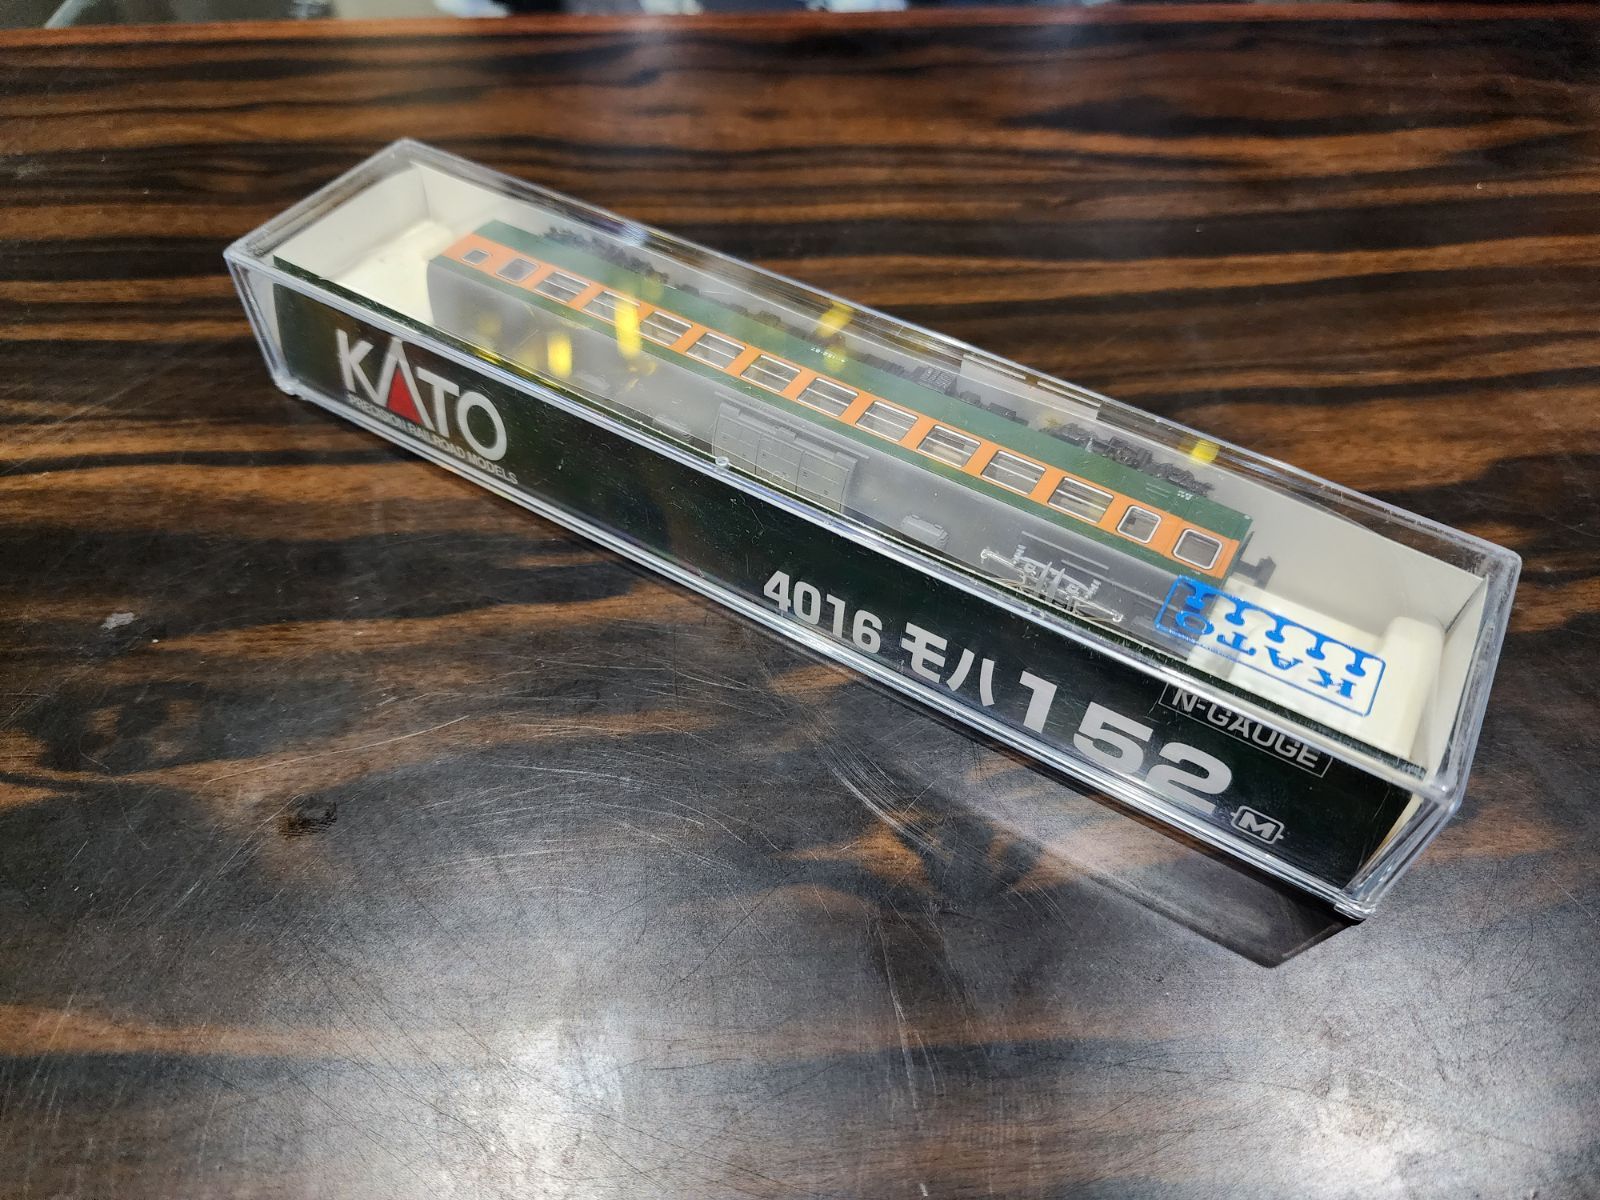 KATO
PRECISION RAILROAD MODELS
4016 モハ152 M
N-GAUGE
KATO